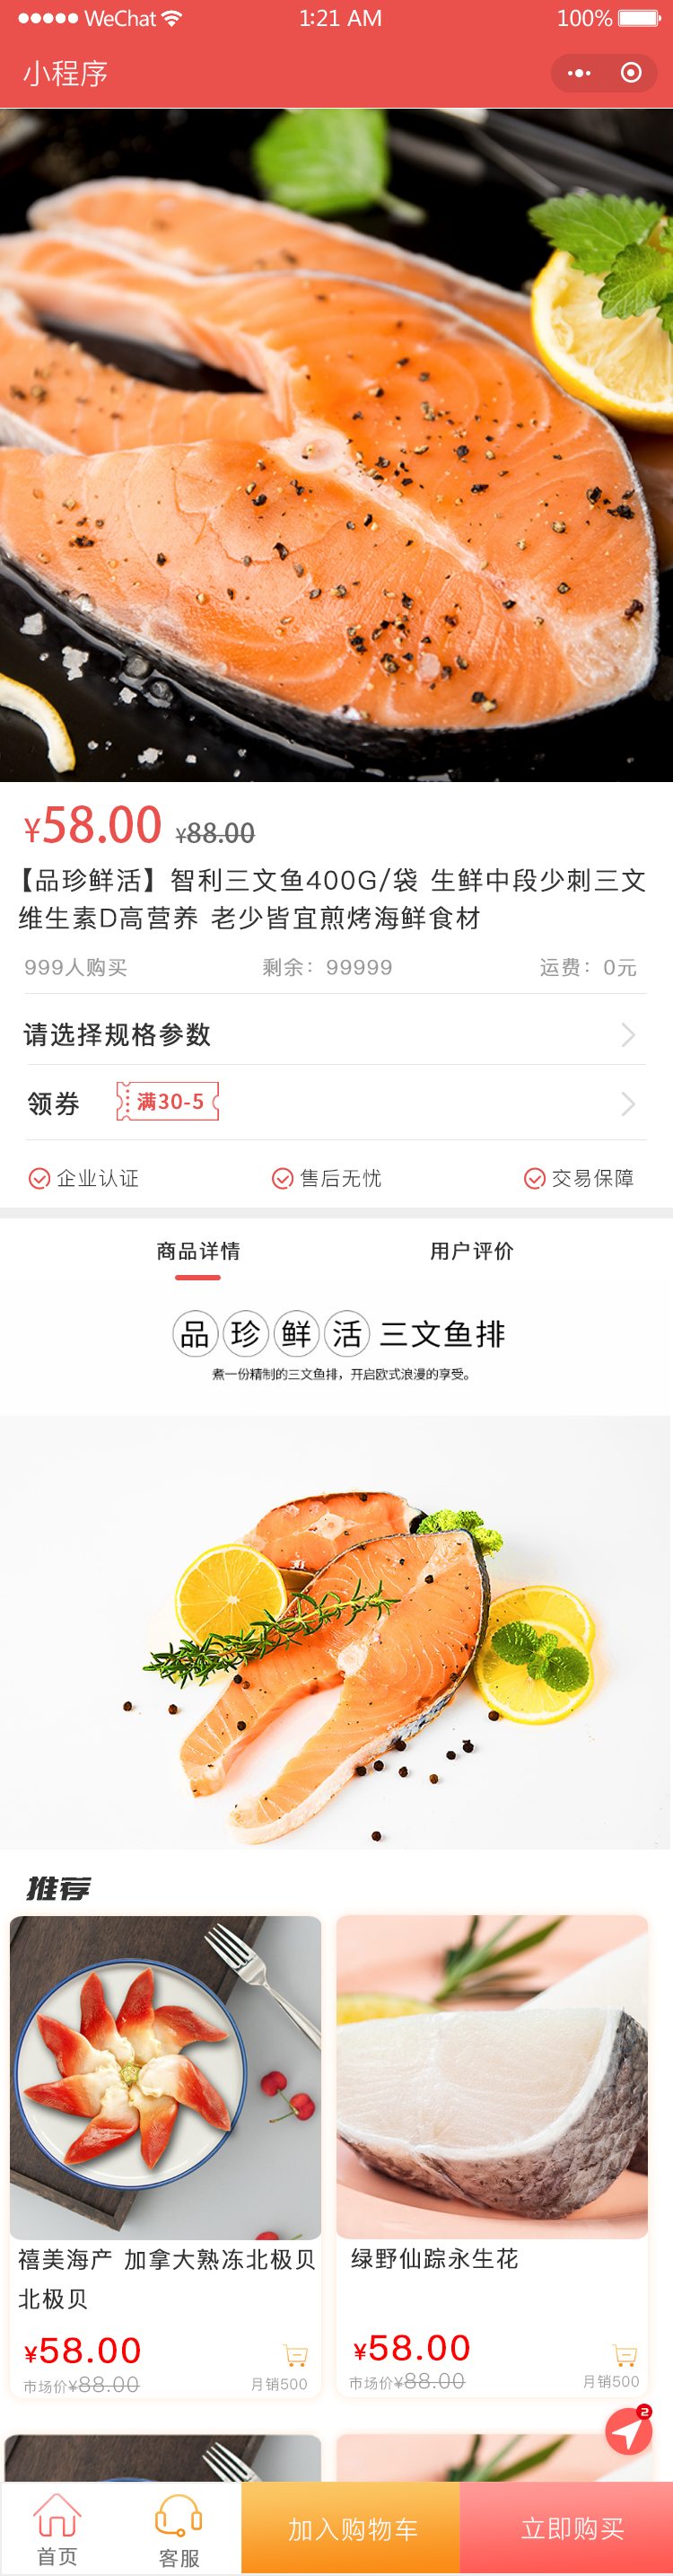 WeChat 1:21 AM 100%
小程序
¥58.00 ¥88.00
【品珍鲜活】智利三文鱼400G/袋 生鲜中段少刺三文
维生素D高营养 老少皆宜煎烤海鲜食材
999人购买 剩余：99999 运费：0元
请选择规格参数
领券 满30-5
企业认证 售后无忧 交易保障
商品详情 用户评价
品珍鲜活 三文鱼排
煮一份精制的三文鱼排，开启欧式浪漫的享受。
推荐
禧美海产 加拿大熟冻北极贝
北极贝
¥58.00
市场价¥88.00 月销500
绿野仙踪永生花
¥58.00
市场价¥88.00 月销500
2
首页 客服 加入购物车 立即购买